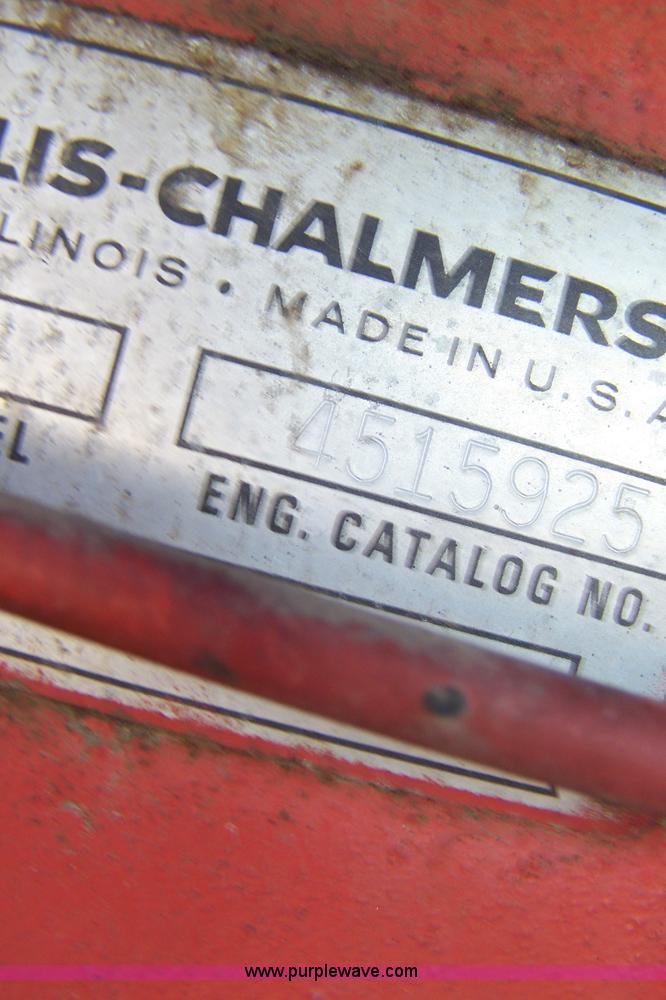 LIS-CHALMERS
LINOIS • MADE IN U.S.A
4515925
EL
ENG. CATALOG NO.
www.purplewave.com